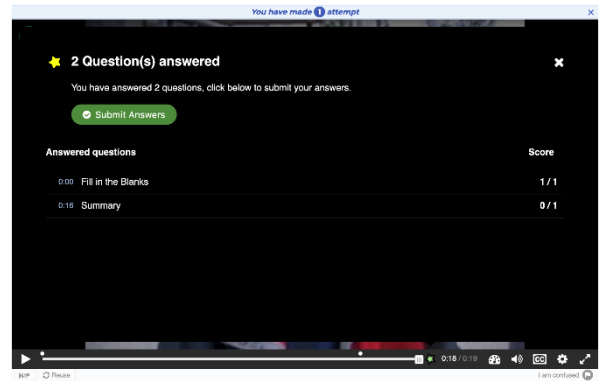 You have made 1 attempt
2 Question(s) answered
You have answered 2 questions, click below to submit your answers.
Submit Answers
Answered questions Score
0:00 Fill in the Blanks 1 / 1
0:18 Summary 0 / 1
0:18 / 0:19 CC
H5P Reuse I am confused